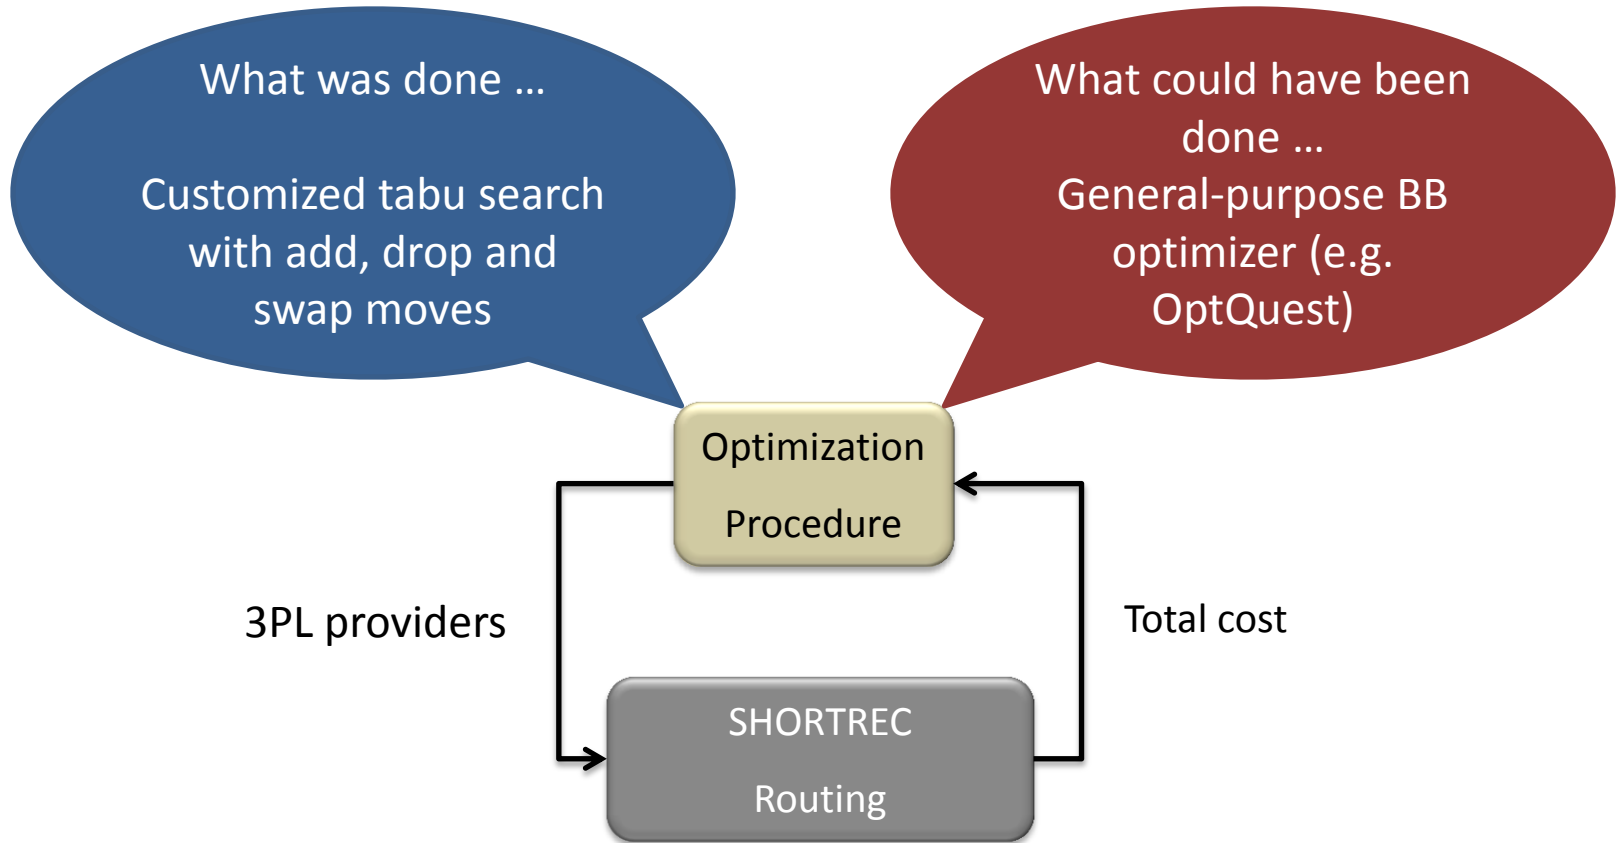 What was done ...
Customized tabu search
with add, drop and
swap moves
What could have been
done ...
General-purpose BB
optimizer (e.g.
OptQuest)
Optimization
Procedure
3PL providers
Total cost
SHORTREC
Routing